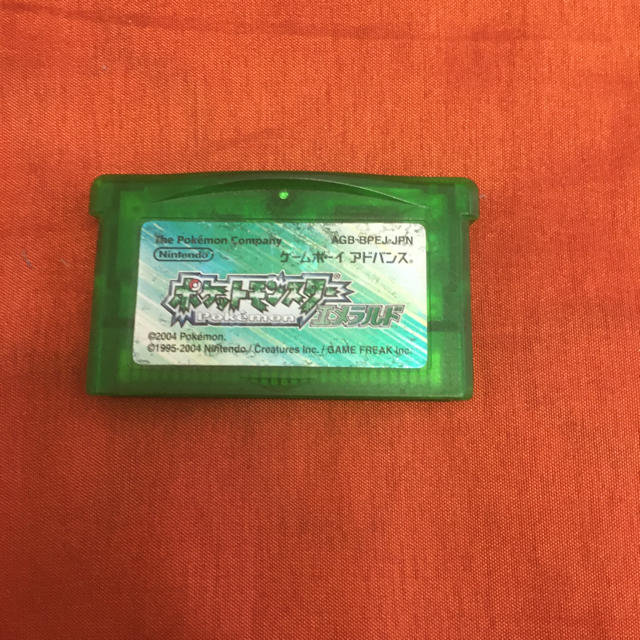 The Pokémon Company
AGB-BPEJ-JPN
Nintendo
ゲームボーイ アドバンス
ポケットモンスター
Pokémon
エメラルド
©2004 Pokémon.
©1995-2004 Nintendo / Creatures Inc. / GAME FREAK inc.